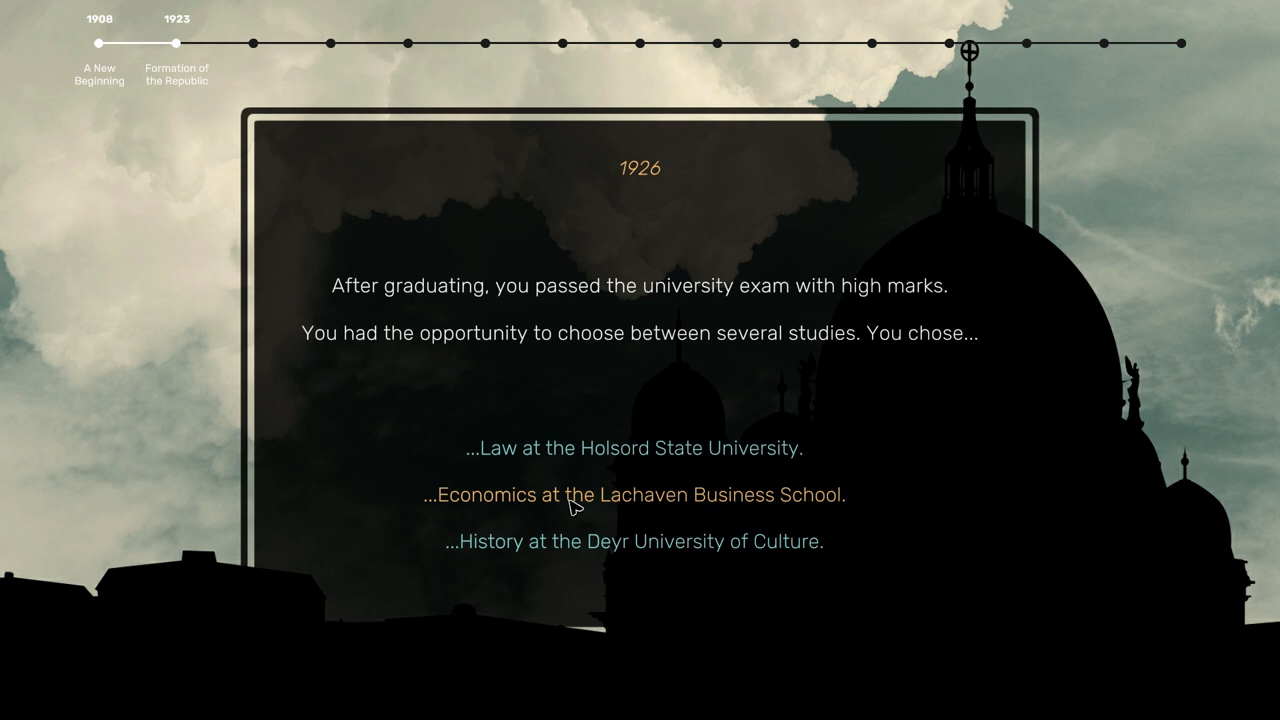 1908
1923
A New
Beginning
Formation of
the Republic
1926
After graduating, you passed the university exam with high marks.
You had the opportunity to choose between several studies. You chose...
...Law at the Holsord State University.
...Economics at the Lachaven Business School.
...History at the Deyr University of Culture.